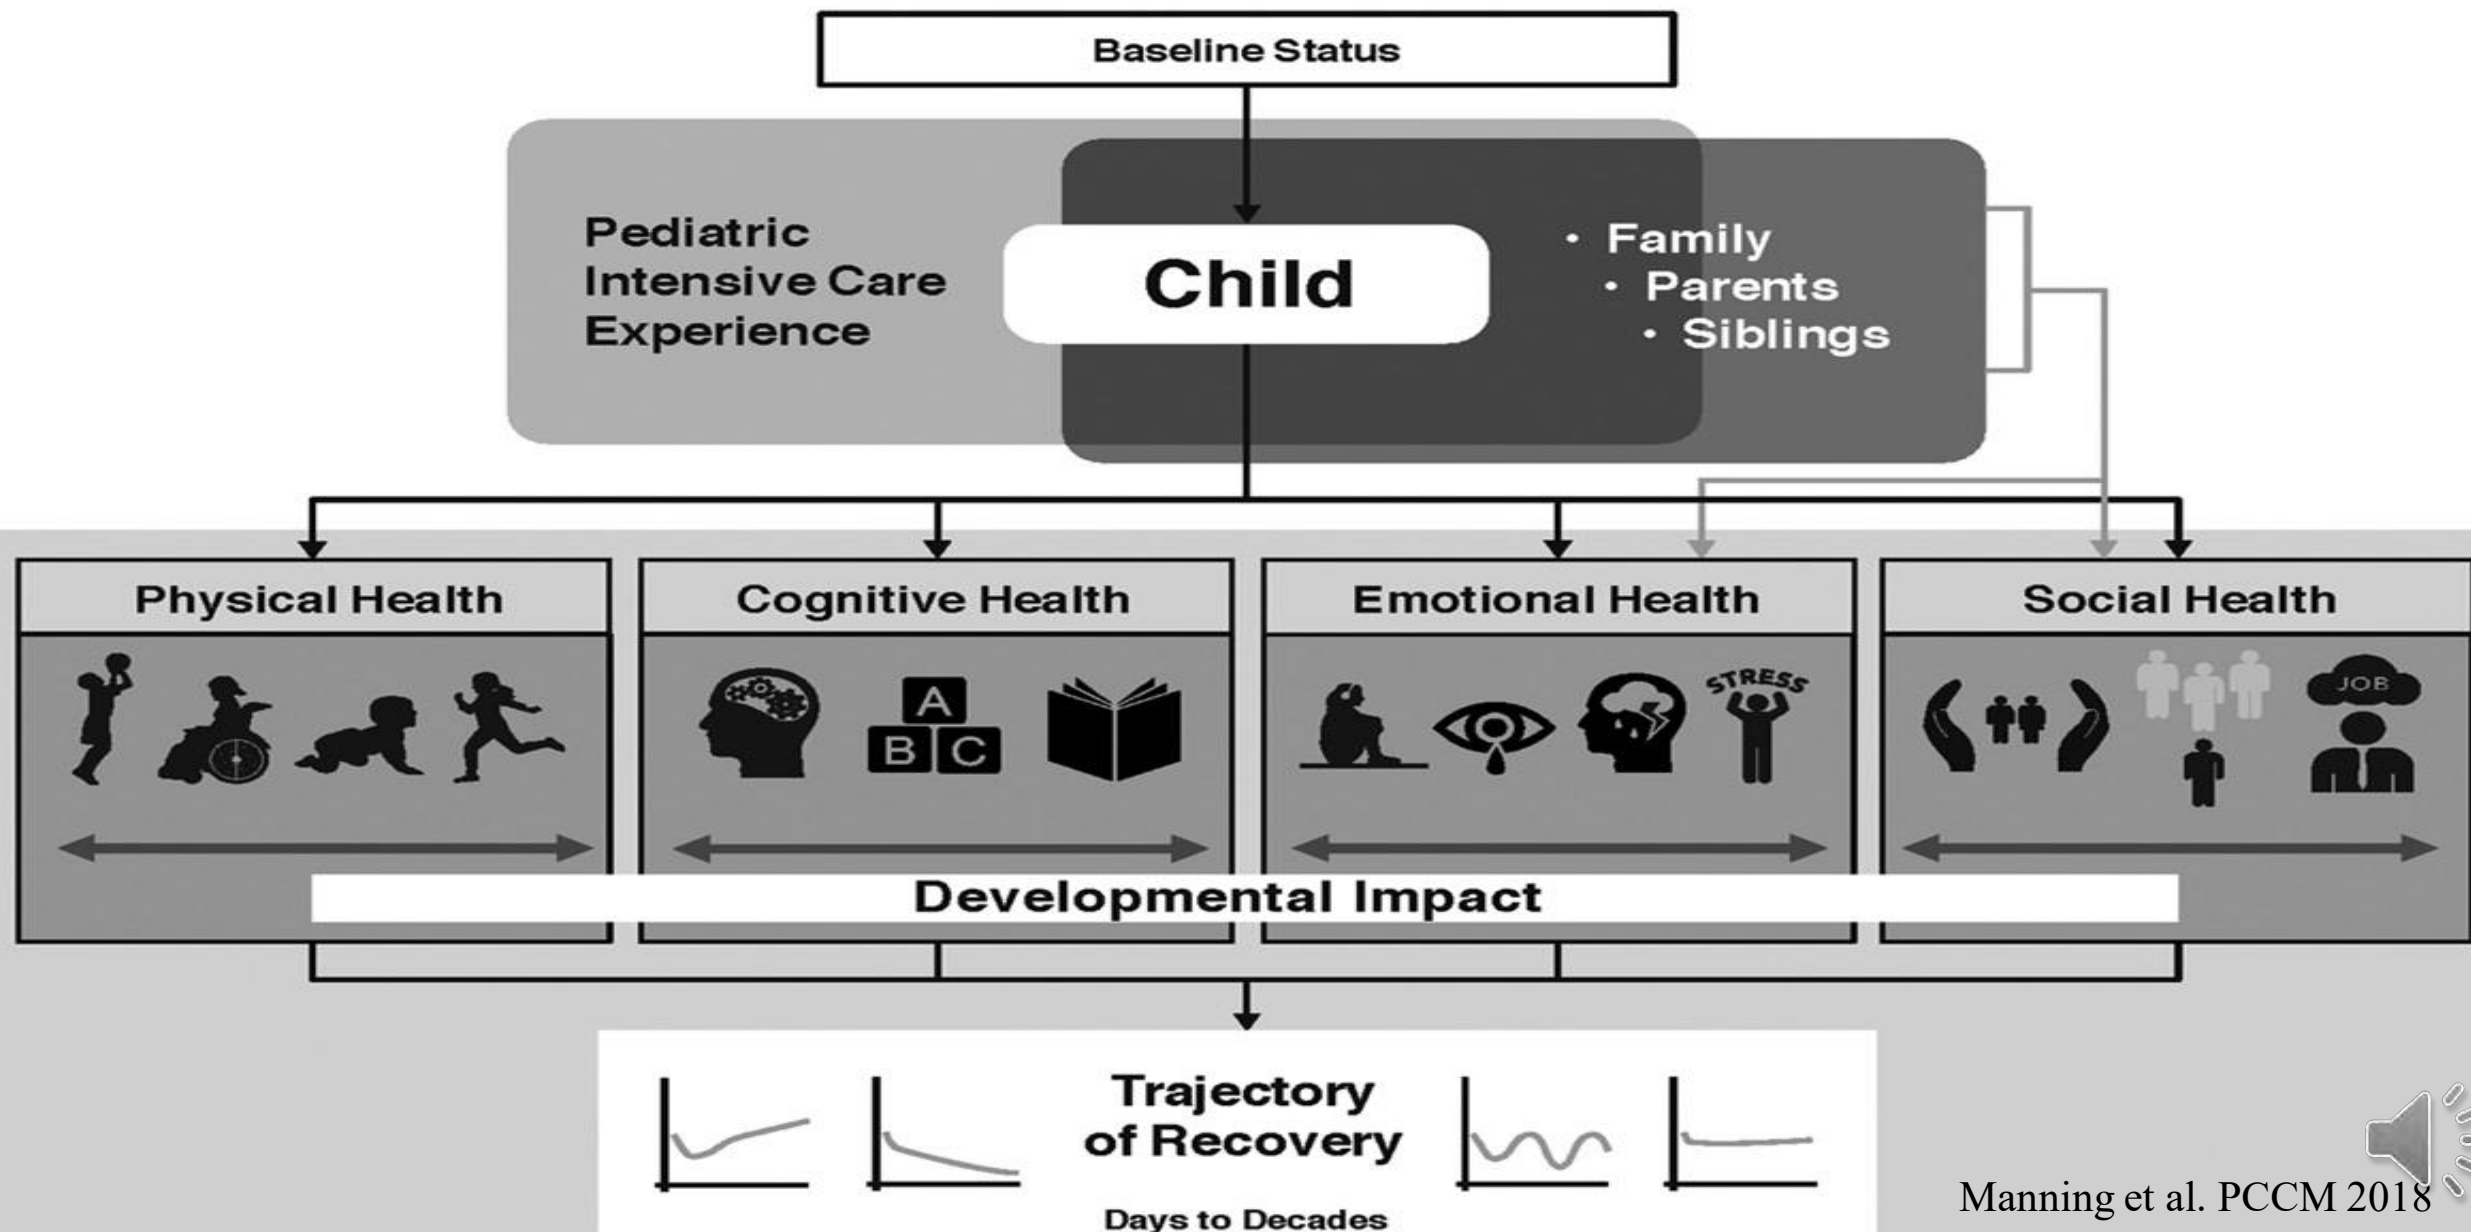 Baseline Status
Pediatric
Intensive Care
Experience
Child
• Family
• Parents
• Siblings
Physical Health
Cognitive Health
Emotional Health
Social Health
A
B C
STRESS
JOB
Developmental Impact
Trajectory
of Recovery
Days to Decades
Manning et al. PCCM 2018